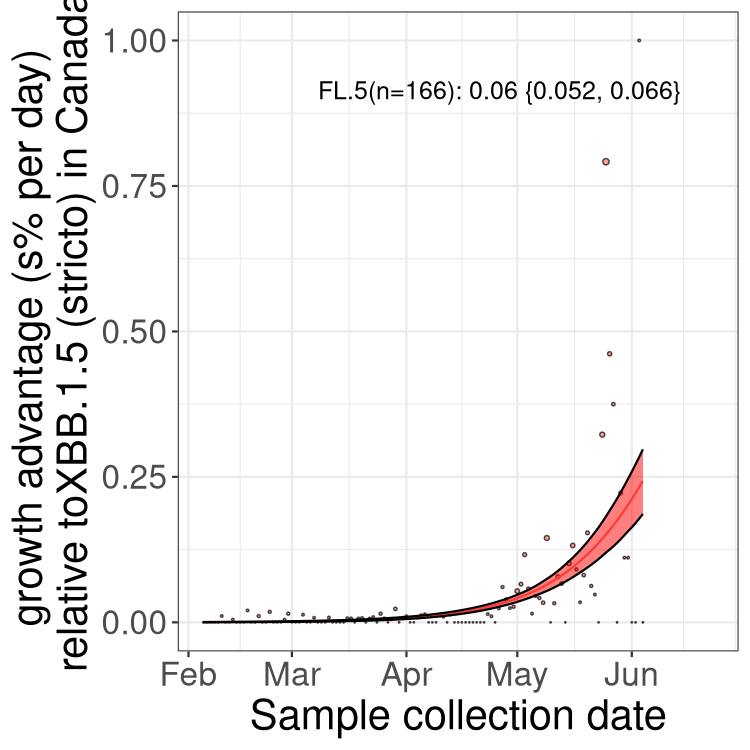 growth advantage (s% per day)
relative toXBB.1.5 (stricto) in Canada
1.00
0.75
0.50
0.25
0.00
FL.5(n=166): 0.06 {0.052, 0.066}
Feb
Mar
Apr
May
Jun
Sample collection date